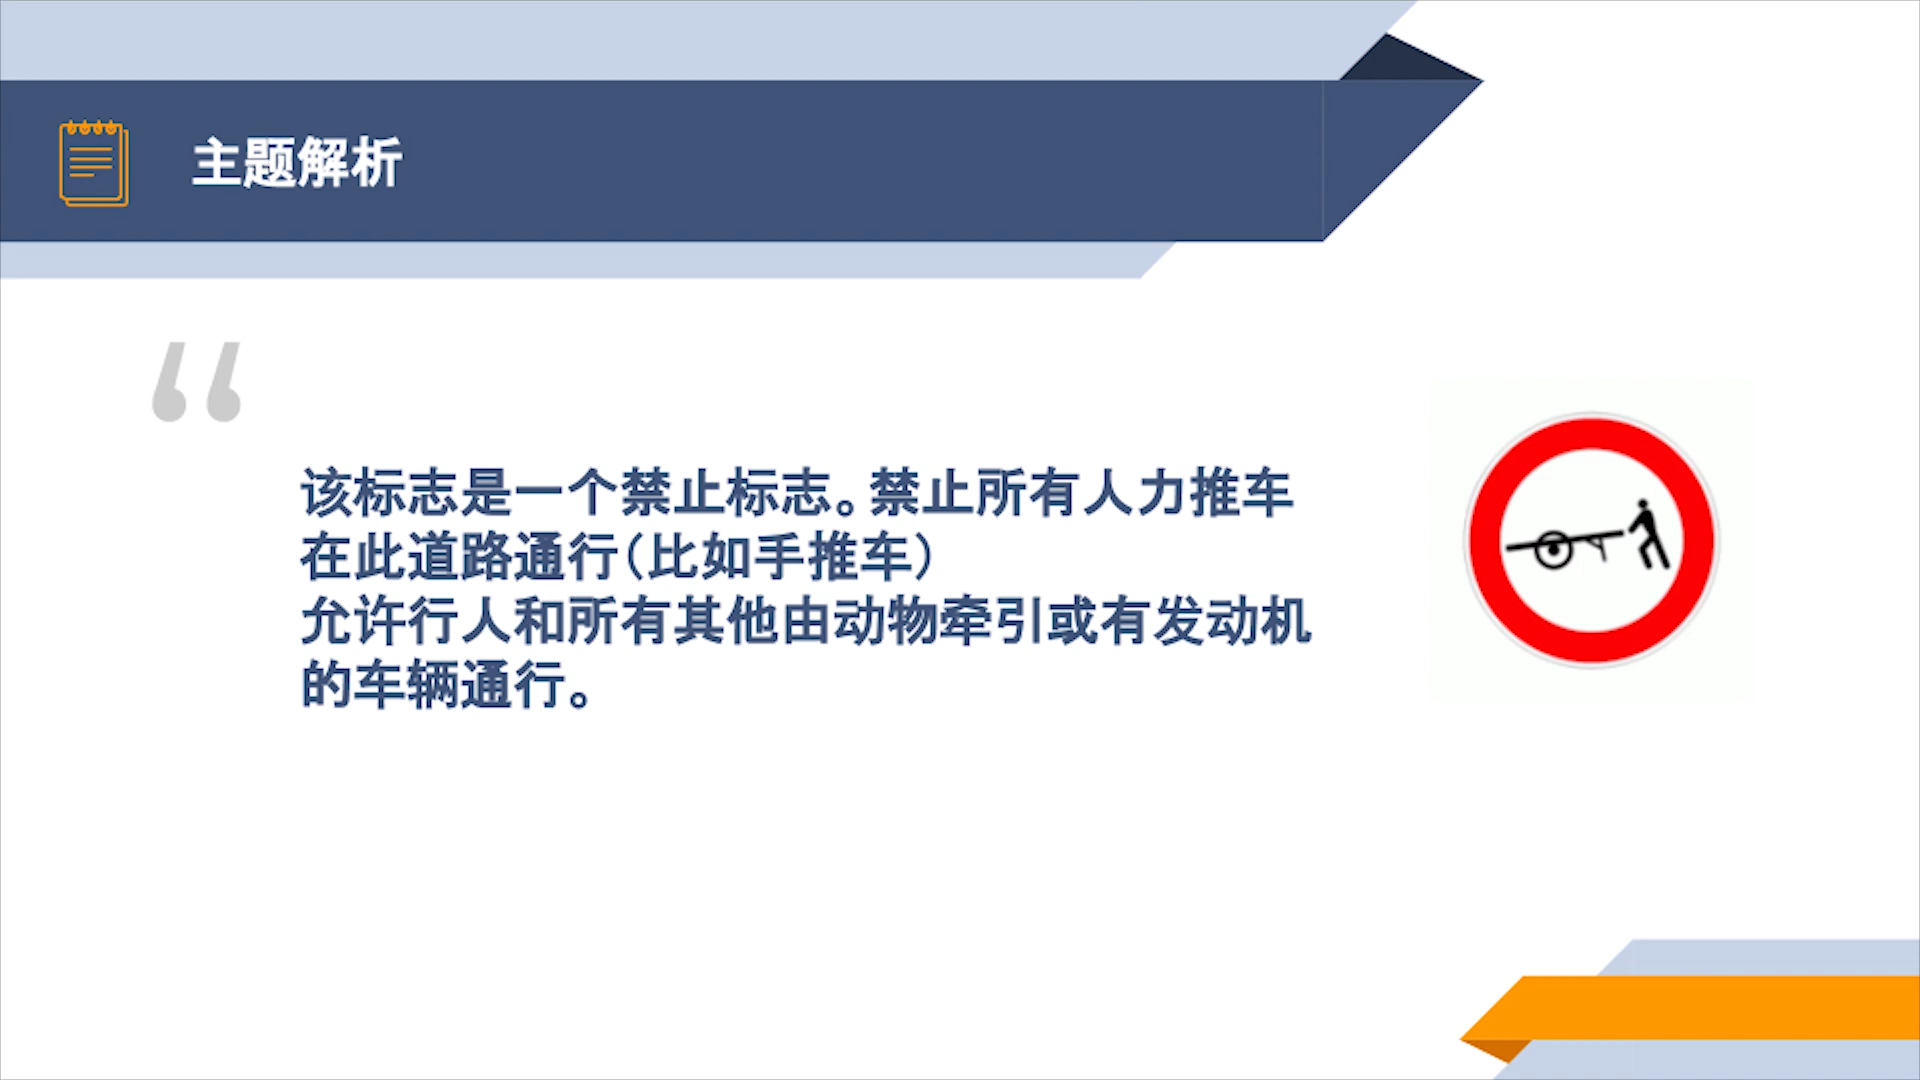 主题解析
“
该标志是一个禁止标志。禁止所有人力推车
在此道路通行(比如手推车)
允许行人和所有其他由动物牵引或有发动机
的车辆通行。